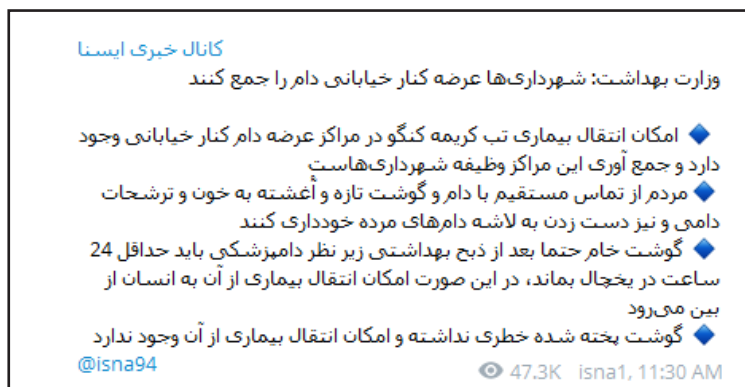 کانال خبری ایسنا
وزارت بهداشت: شهرداری‌ها عرضه کنار خیابانی دام را جمع کنند
🔷 امکان انتقال بیماری تب کریمه کنگو در مراکز عرضه دام کنار خیابانی وجود
دارد و جمع آوری این مراکز وظیفه شهرداری‌هاست
🔷 مردم از تماس مستقیم با دام و گوشت تازه و آغشته به خون و ترشحات
دامی و نیز دست زدن به لاشه دام‌های مرده خودداری کنند
🔷 گوشت خام حتما بعد از ذبح بهداشتی زیر نظر دامپزشکی باید حداقل 24
ساعت در یخچال بماند، در این صورت امکان انتقال بیماری از آن به انسان از
بین می‌رود
🔷 گوشت پخته شده خطری نداشته و امکان انتقال بیماری از آن وجود ندارد
@isna94
47.3K isna1, 11:30 AM